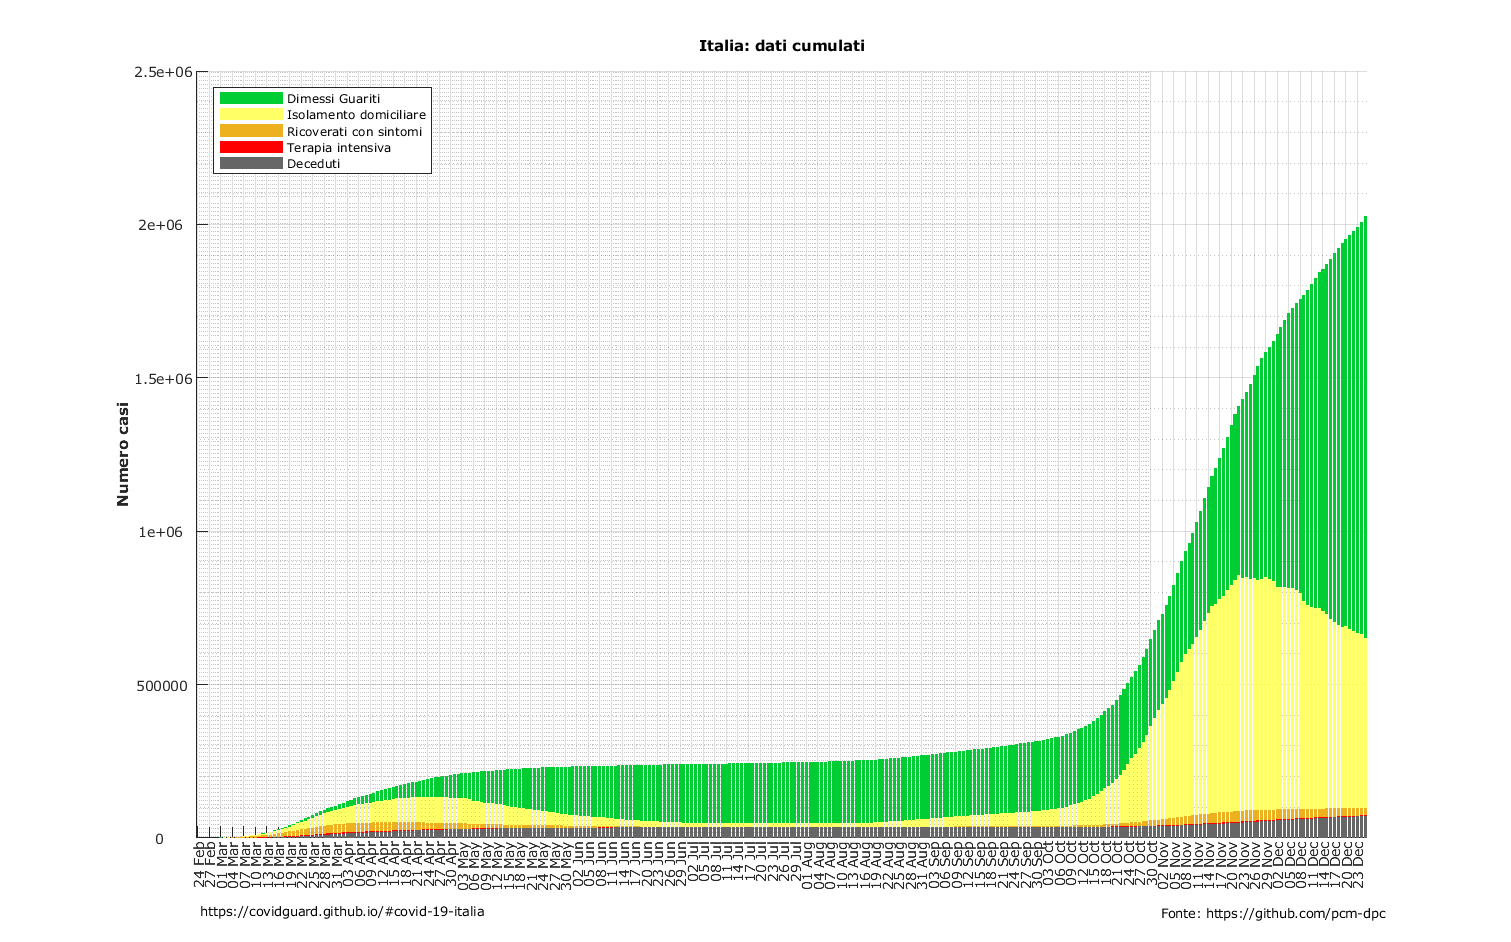 Italia: dati cumulati
2.5e+06
2e+06
1.5e+06
1e+06
500000
0
Numero casi
Dimessi Guariti
Isolamento domiciliare
Ricoverati con sintomi
Terapia intensiva
Deceduti
24 Feb
27 Feb
01 Mar
04 Mar
07 Mar
10 Mar
13 Mar
16 Mar
19 Mar
22 Mar
25 Mar
28 Mar
31 Mar
03 Apr
06 Apr
09 Apr
12 Apr
15 Apr
18 Apr
21 Apr
24 Apr
27 Apr
30 Apr
03 May
06 May
09 May
12 May
15 May
18 May
21 May
24 May
27 May
30 May
02 Jun
05 Jun
08 Jun
11 Jun
14 Jun
17 Jun
20 Jun
23 Jun
26 Jun
29 Jun
02 Jul
05 Jul
08 Jul
11 Jul
14 Jul
17 Jul
20 Jul
23 Jul
26 Jul
29 Jul
01 Aug
04 Aug
07 Aug
10 Aug
13 Aug
16 Aug
19 Aug
22 Aug
25 Aug
28 Aug
31 Aug
03 Sep
06 Sep
09 Sep
12 Sep
15 Sep
18 Sep
21 Sep
24 Sep
27 Sep
30 Sep
03 Oct
06 Oct
09 Oct
12 Oct
15 Oct
18 Oct
21 Oct
24 Oct
27 Oct
30 Oct
02 Nov
05 Nov
08 Nov
11 Nov
14 Nov
17 Nov
20 Nov
23 Nov
26 Nov
29 Nov
02 Dec
05 Dec
08 Dec
11 Dec
14 Dec
17 Dec
20 Dec
23 Dec
https://covidguard.github.io/#covid-19-italia
Fonte: https://github.com/pcm-dpc